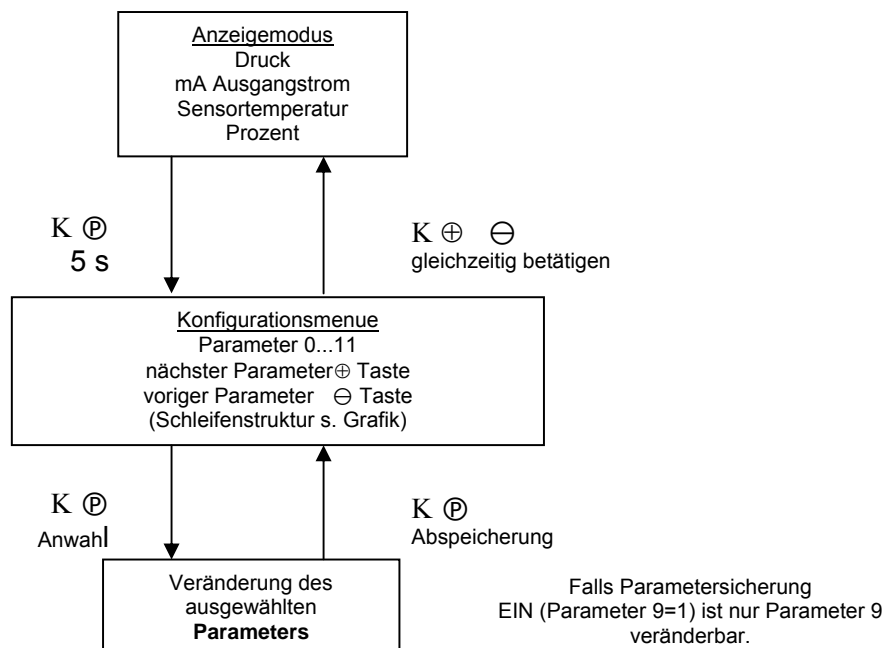 Anzeigemodus
Druck
mA Ausgangstrom
Sensortemperatur
Prozent
K Ⓟ
5 s
K ⊕ ⊖
gleichzeitig betätigen
Konfigurationsmenue
Parameter 0...11
nächster Parameter⊕ Taste
voriger Parameter ⊖ Taste
(Schleifenstruktur s. Grafik)
K Ⓟ
Anwahl
K Ⓟ
Abspeicherung
Veränderung des
ausgewählten
Parameters
Falls Parametersicherung
EIN (Parameter 9=1) ist nur Parameter 9
veränderbar.